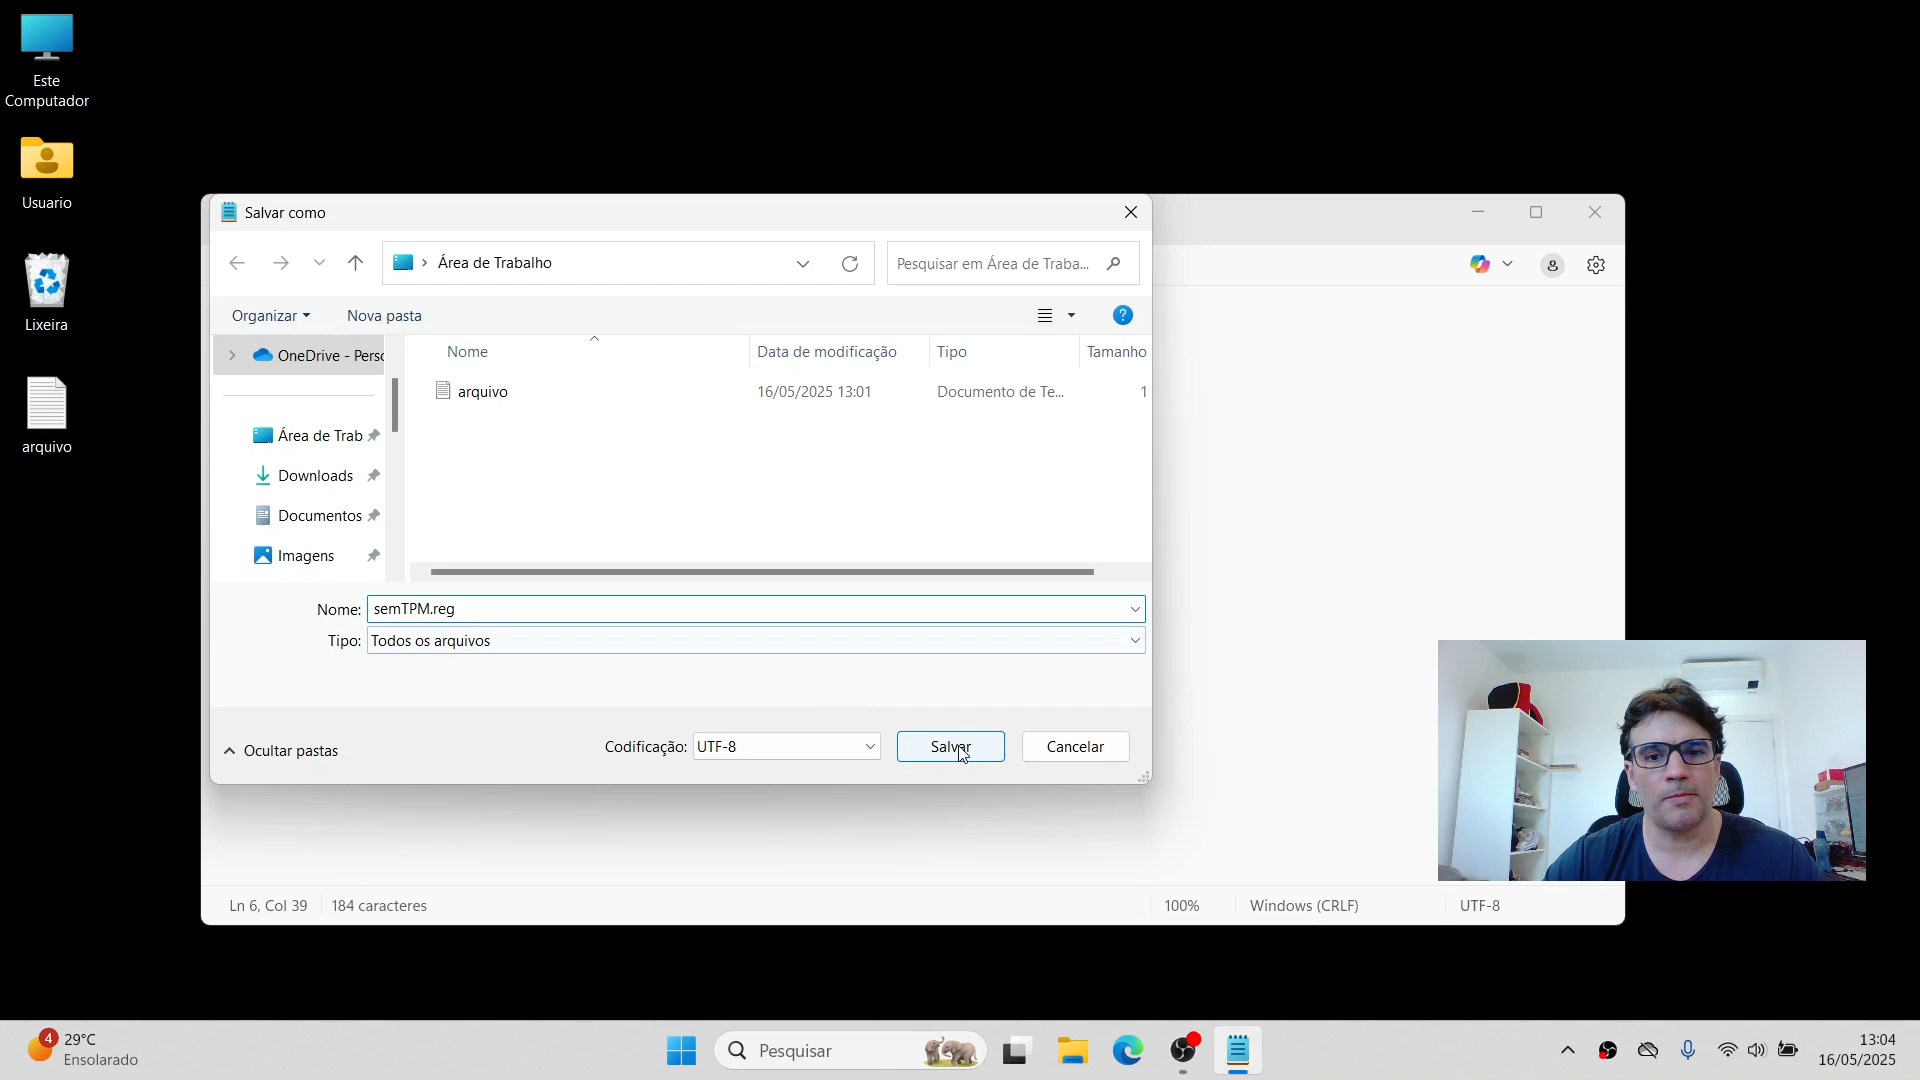 Este
Computador
Usuario
Lixeira
arquivo
Salvar como
Área de Trabalho
Pesquisar em Área de Traba...
Organizar
Nova pasta
?
OneDrive - Perso
Nome
Data de modificação
Tipo
Tamanho
arquivo
16/05/2025 13:01
Documento de Te...
1
Área de Trab
Downloads
Documentos
Imagens
Nome:
semTPM.reg
Tipo:
Todos os arquivos
Ocultar pastas
Codificação:
UTF-8
Salvar
Cancelar
Ln 6, Col 39
184 caracteres
100%
Windows (CRLF)
UTF-8
4
29°C
Ensolarado
Pesquisar
13:04
16/05/2025